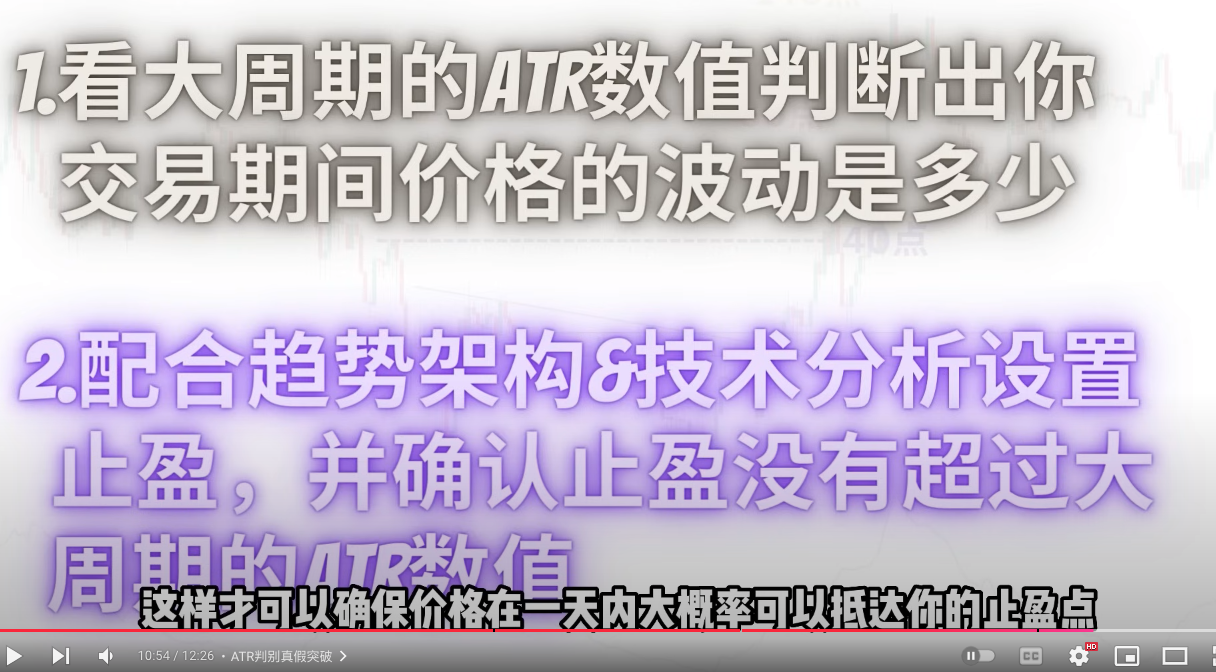 1.看大周期的ATR数值判断出你
交易期间价格的波动是多少
40点
2.配合趋势架构&技术分析设置
止盈，并确认止盈没有超过大
周期的ATR数值
这样才可以确保价格在一天内大概率可以抵达你的止盈点
10:54 / 12:26 • ATR判别真假突破
CC
HD